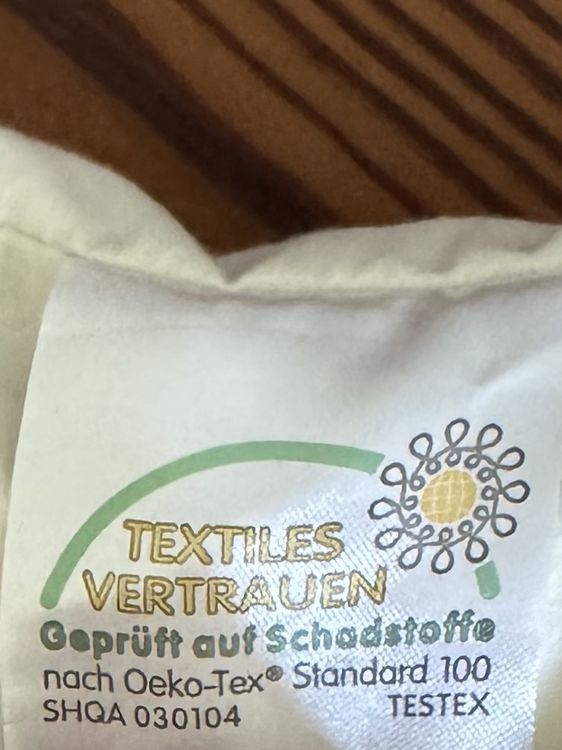 TEXTILES
VERTRAUEN
Geprüft auf Schadstoffe
nach Oeko-Tex® Standard 100
SHQA 030104 TESTEX